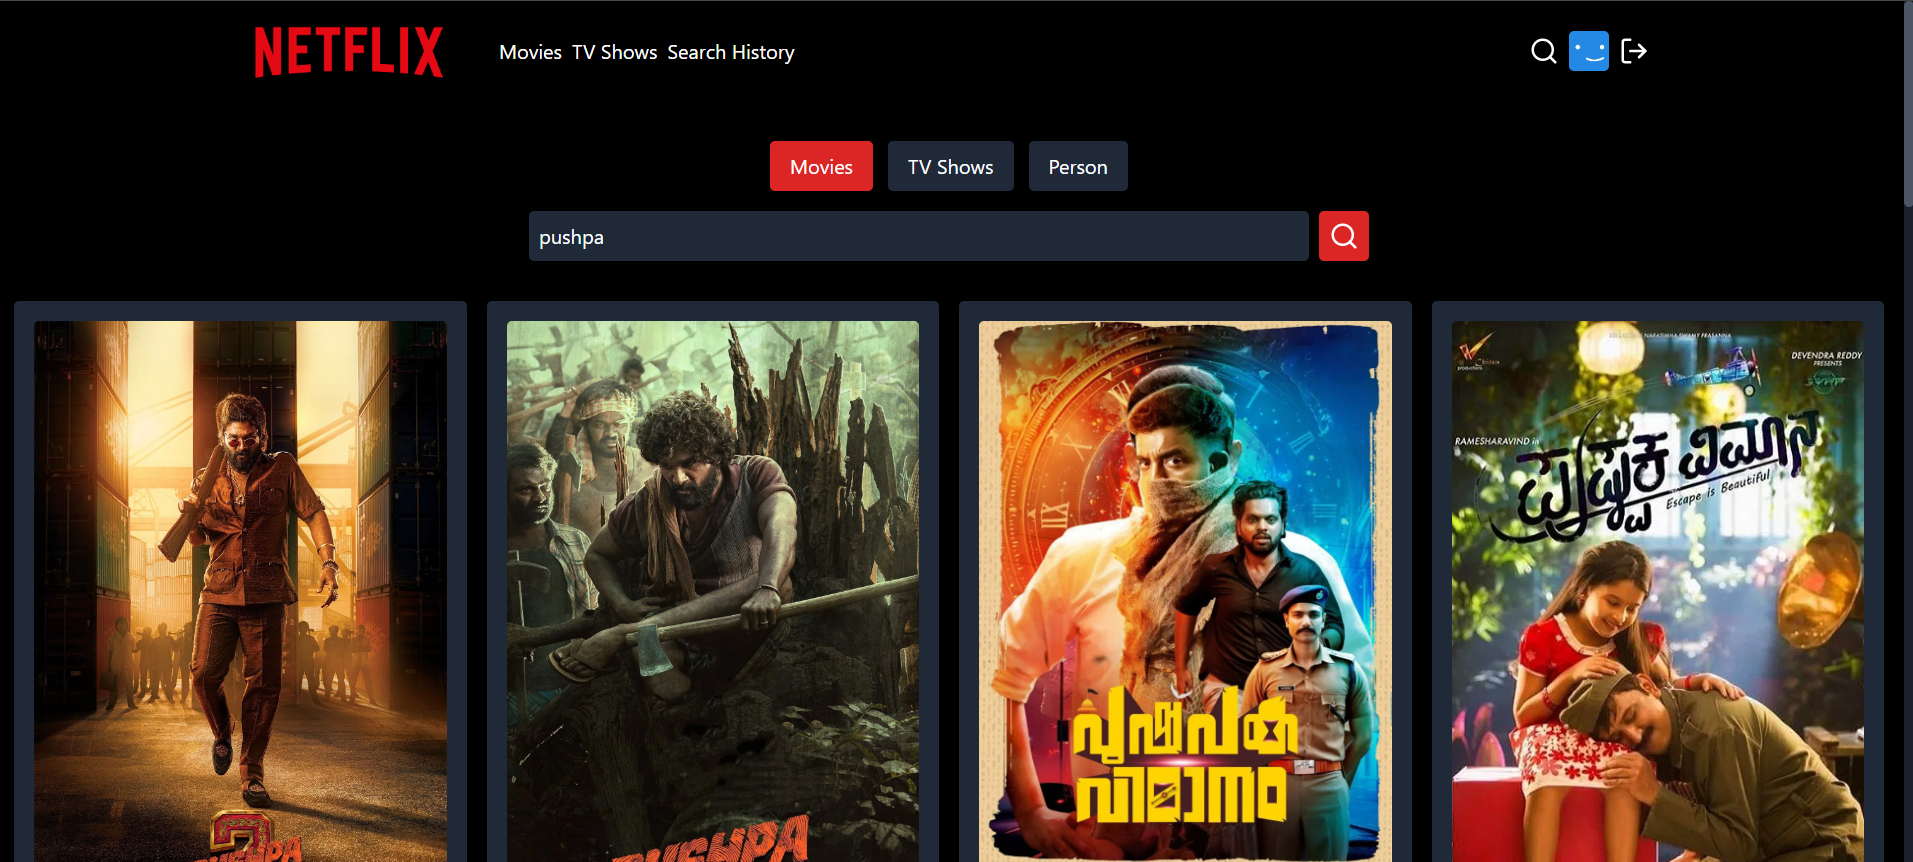 NETFLIX
Movies TV Shows Search History
Movies TV Shows Person
pushpa
2
PUSHPA
PUSHPA
പുഷ്പക
വിമാനം
DEVENDRA REDDY
PRESENTS
RAMESHARAVIND in
ಪುಷ್ಪಕ ವಿಮಾನ
Escape is Beautiful